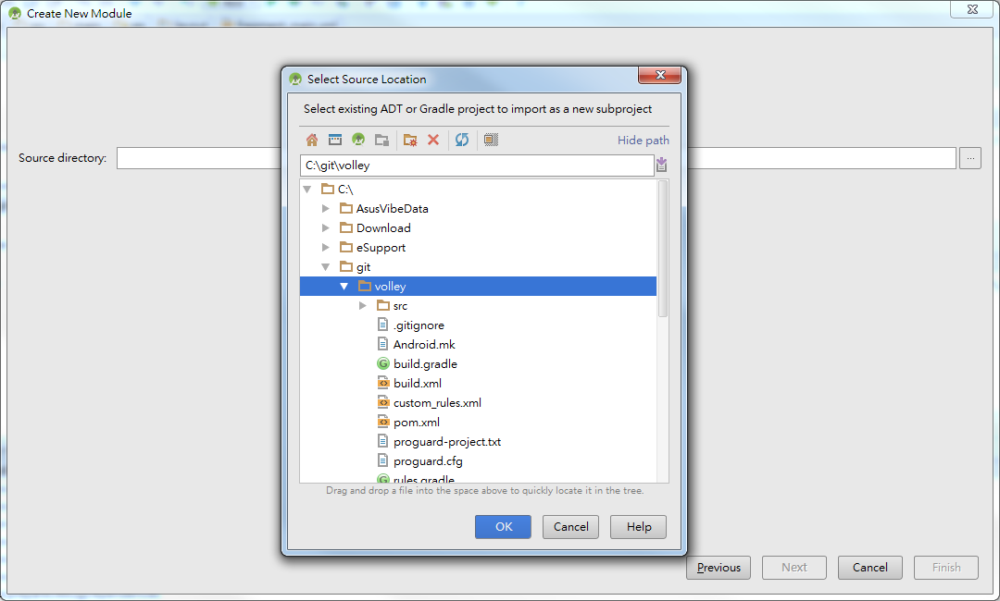 Create New Module
Select Source Location
Select existing ADT or Gradle project to import as a new subproject
Hide path
Source directory:
...
C:\git\volley
C:\
AsusVibeData
Download
eSupport
git
volley
src
.gitignore
Android.mk
build.gradle
build.xml
custom_rules.xml
pom.xml
proguard-project.txt
proguard.cfg
rules.gradle
Drag and drop a file into the space above to quickly locate it in the tree.
OK
Cancel
Help
Previous
Next
Cancel
Finish